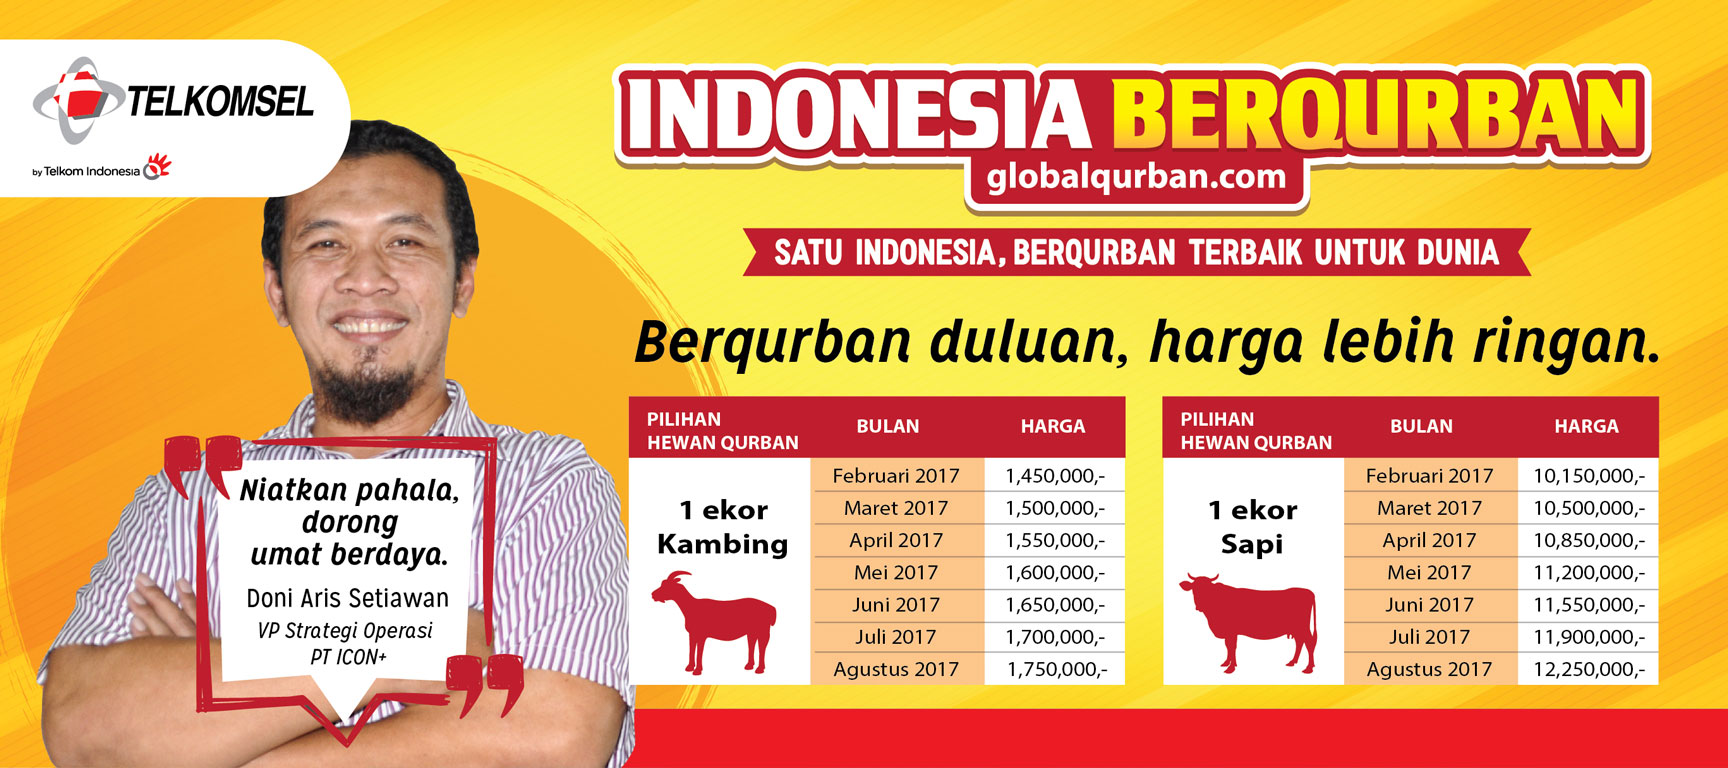 TELKOMSEL
by Telkom Indonesia
INDONESIA BERQURBAN
globalqurban.com
SATU INDONESIA, BERQURBAN TERBAIK UNTUK DUNIA
Berqurban duluan, harga lebih ringan.
"Niatkan pahala,
dorong
umat berdaya.
Doni Aris Setiawan
VP Strategi Operasi
PT ICON+"
PILIHAN
HEWAN QURBAN
BULAN
HARGA
1 ekor
Kambing
Februari 2017 1,450,000,-
Maret 2017 1,500,000,-
April 2017 1,550,000,-
Mei 2017 1,600,000,-
Juni 2017 1,650,000,-
Juli 2017 1,700,000,-
Agustus 2017 1,750,000,-
PILIHAN
HEWAN QURBAN
BULAN
HARGA
1 ekor
Sapi
Februari 2017 10,150,000,-
Maret 2017 10,500,000,-
April 2017 10,850,000,-
Mei 2017 11,200,000,-
Juni 2017 11,550,000,-
Juli 2017 11,900,000,-
Agustus 2017 12,250,000,-